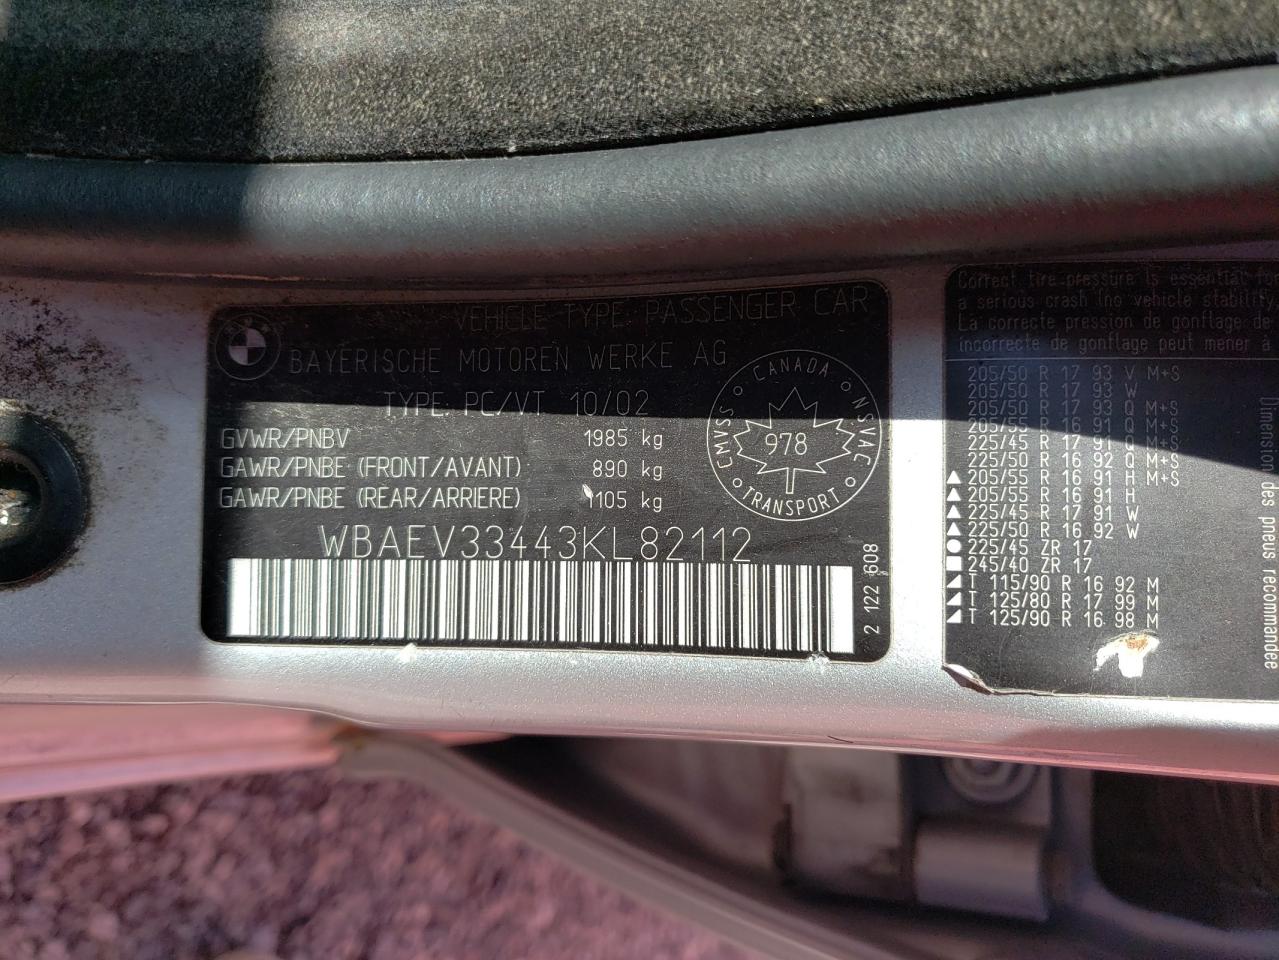 VEHICLE TYPE: PASSENGER CAR
BAYERISCHE MOTOREN WERKE AG
TYPE: PC/VT 10/02
GVWR/PNBV 1985 kg
GAWR/PNBE (FRONT/AVANT) 890 kg
GAWR/PNBE (REAR/ARRIERE) 1105 kg
WBAEV33443KL82112
CANADA
CMVSS
NSVAC
978
TRANSPORT
2 122 608
Correct tire pressure is essential fo
a serious crash (no vehicle stability,
La correcte pression de gonflage de
incorrecte de gonflage peut mener à
205/50 R 17 93 V M+S
205/50 R 17 93 W
205/50 R 17 93 Q M+S
205/55 R 16 91 Q M+S
225/45 R 17 91 Q M+S
225/50 R 16 92 Q M+S
205/55 R 16 91 H M+S
205/55 R 16 91 H
225/45 R 17 91 W
225/50 R 16 92 W
225/45 ZR 17
245/40 ZR 17
T 115/90 R 16 92 M
T 125/80 R 17 99 M
T 125/90 R 16 98 M
Dimension des pneus recommandée